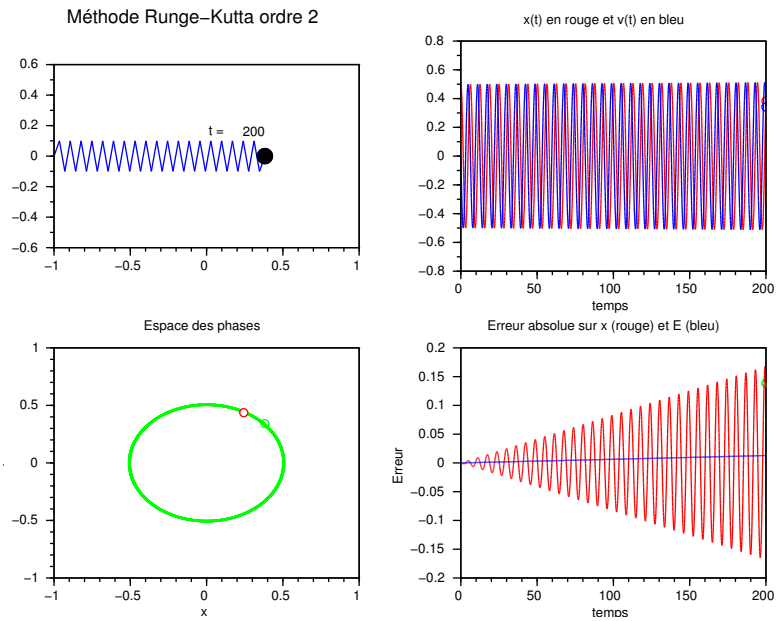 Méthode Runge−Kutta ordre 2
0.6
0.4
0.2
0
−0.2
−0.4
−0.6
t = 200
−1 −0.5 0 0.5 1
x(t) en rouge et v(t) en bleu
0.8
0.6
0.4
0.2
0
−0.2
−0.4
−0.6
−0.8
0 50 100 150 200
temps
Espace des phases
1
0.5
0
−0.5
−1
−1 −0.5 0 0.5 1
x
Erreur absolue sur x (rouge) et E (bleu)
0.2
0.15
0.1
0.05
0
−0.05
−0.1
−0.15
−0.2
Erreur
0 50 100 150 200
temps